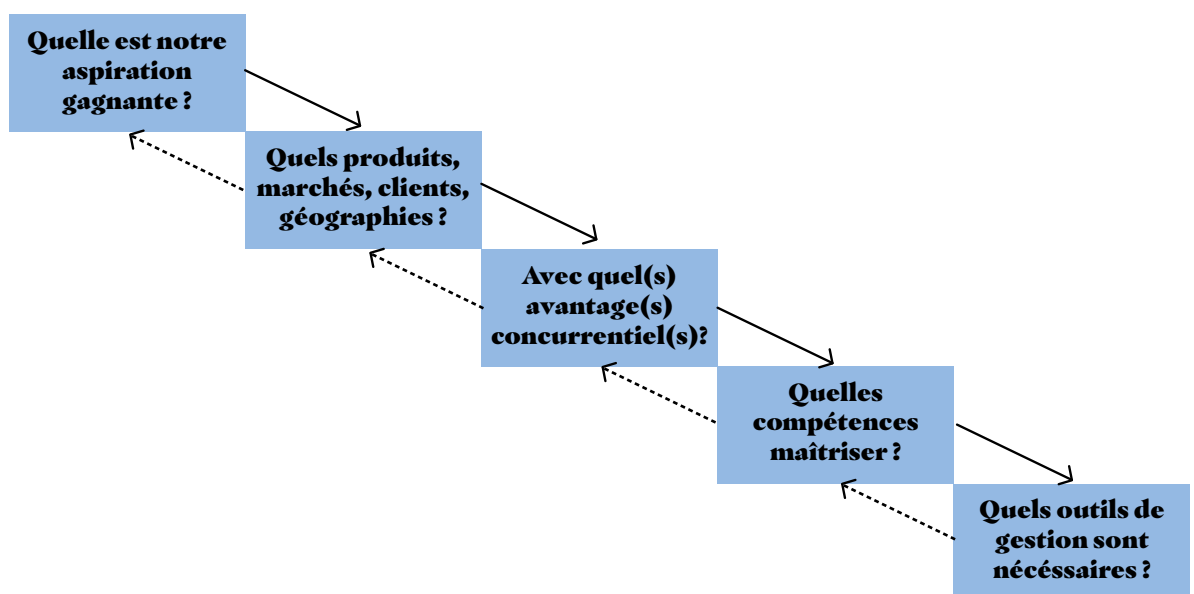 Quelle est notre
aspiration
gagnante ?
Quels produits,
marchés, clients,
géographies ?
Avec quel(s)
avantage(s)
concurrentiel(s)?
Quelles
compétences
maîtriser ?
Quels outils de
gestion sont
nécéssaires ?